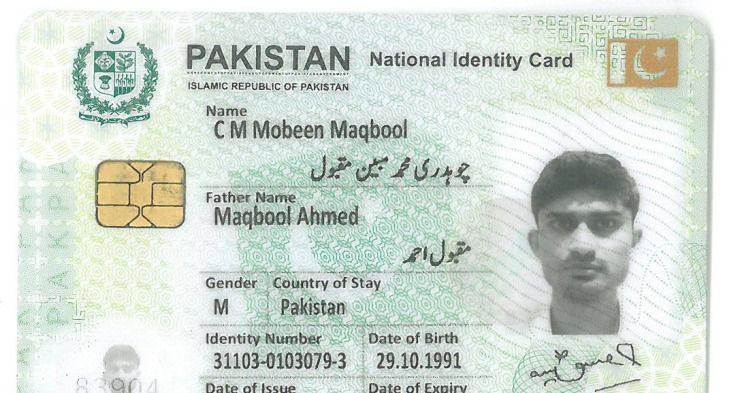 PAKISTAN National Identity Card
ISLAMIC REPUBLIC OF PAKISTAN
Name
C M Mobeen Maqbool
چوہدری محمد مبین مقبول
Father Name
Maqbool Ahmed
مقبول احمد
Gender Country of Stay
M Pakistan
Identity Number Date of Birth
31103-0103079-3 29.10.1991
83904
Date of Issue Date of Expiry